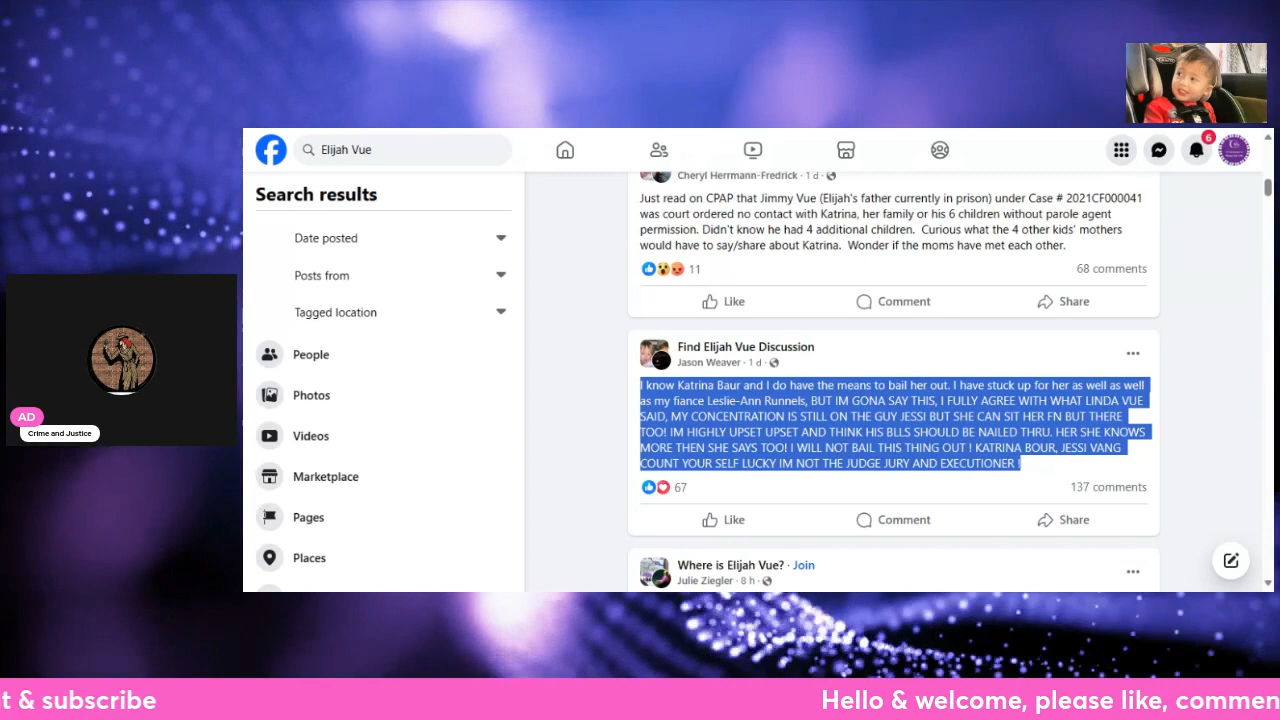 Elijah Vue
6
Search results
Date posted
Posts from
Tagged location
People
Photos
Videos
Marketplace
Pages
Places
Cheryl Herrmann-Fredrick · 1 d ·
Just read on CPAP that Jimmy Vue (Elijah's father currently in prison) under Case # 2021CF000041
was court ordered no contact with Katrina, her family or his 6 children without parole agent
permission. Didn't know he had 4 additional children.  Curious what the 4 other kids' mothers
would have to say/share about Katrina.  Wonder if the moms have met each other.
11
68 comments
Like
Comment
Share
Find Elijah Vue Discussion
Jason Weaver · 1 d ·
I know Katrina Baur and I do have the means to bail her out. I have stuck up for her as well as well
as my fiance Leslie-Ann Runnels, BUT IM GONA SAY THIS, I FULLY AGREE WITH WHAT LINDA VUE
SAID, MY CONCENTRATION IS STILL ON THE GUY JESSI BUT SHE CAN SIT HER FN BUT THERE
TOO! IM HIGHLY UPSET UPSET AND THINK HIS BLLS SHOULD BE NAILED THRU. HER SHE KNOWS
MORE THEN SHE SAYS TOO! I WILL NOT BAIL THIS THING OUT ! KATRINA BOUR, JESSI VANG
COUNT YOUR SELF LUCKY IM NOT THE JUDGE JURY AND EXECUTIONER !
67
137 comments
Like
Comment
Share
Where is Elijah Vue? · Join
Julie Ziegler · 8 h ·
AD
Crime and Justice
t & subscribe
Hello & welcome, please like, commen